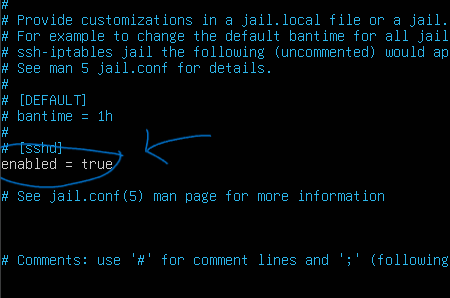 #
# Provide customizations in a jail.local file or a jail.
# For example to change the default bantime for all jail
# ssh-iptables jail the following (uncommented) would ap
# See man 5 jail.conf for details.
#
# [DEFAULT]
# bantime = 1h
#
# [sshd]
enabled = true
# See jail.conf(5) man page for more information
# Comments: use '#' for comment lines and ';' (following